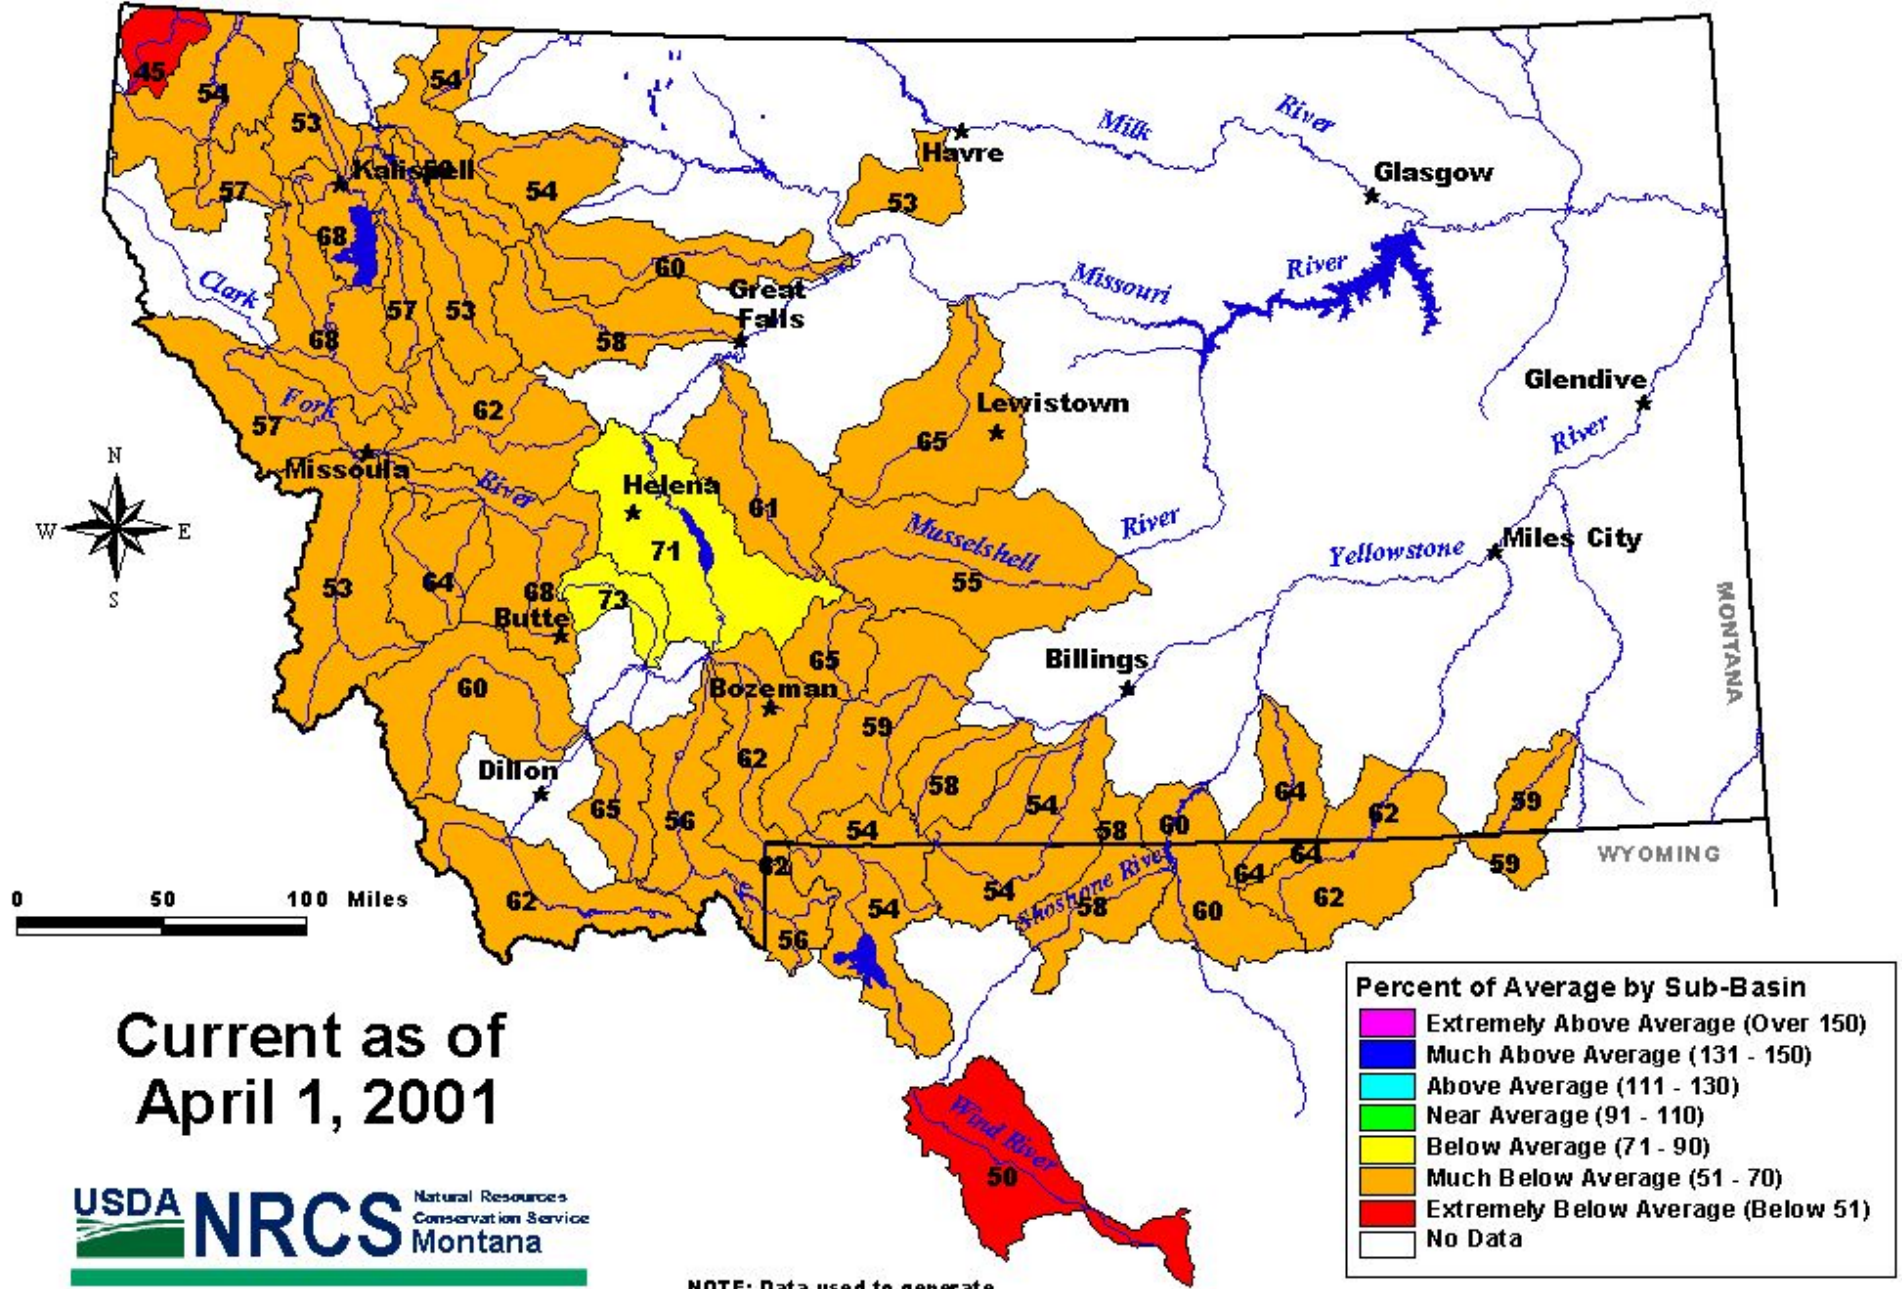 45
54
54
53
Kalispell
57
54
Havre
53
Milk
River
Glasgow
68
Clark
60
Great
Falls
Missouri
River
57
53
68
58
Glendive
Fork
57
62
Lewistown
65
River
N
W
E
S
Missoula
River
Helena
61
71
Musselshell
River
Yellowstone
Miles City
53
64
68
73
55
Butte
MONTANA
60
65
Billings
Bozeman
59
62
Dillon
65
56
58
54
64
62
59
54
58
60
62
64
64
WYOMING
59
0 50 100 Miles
62
54
54
Shoshone River
58
60
62
56
Current as of
April 1, 2001
USDA
NRCS
Natural Resources
Conservation Service
Montana
Wind River
50
Percent of Average by Sub-Basin
Extremely Above Average (Over 150)
Much Above Average (131 - 150)
Above Average (111 - 130)
Near Average (91 - 110)
Below Average (71 - 90)
Much Below Average (51 - 70)
Extremely Below Average (Below 51)
No Data
NOTE: Data used to generate